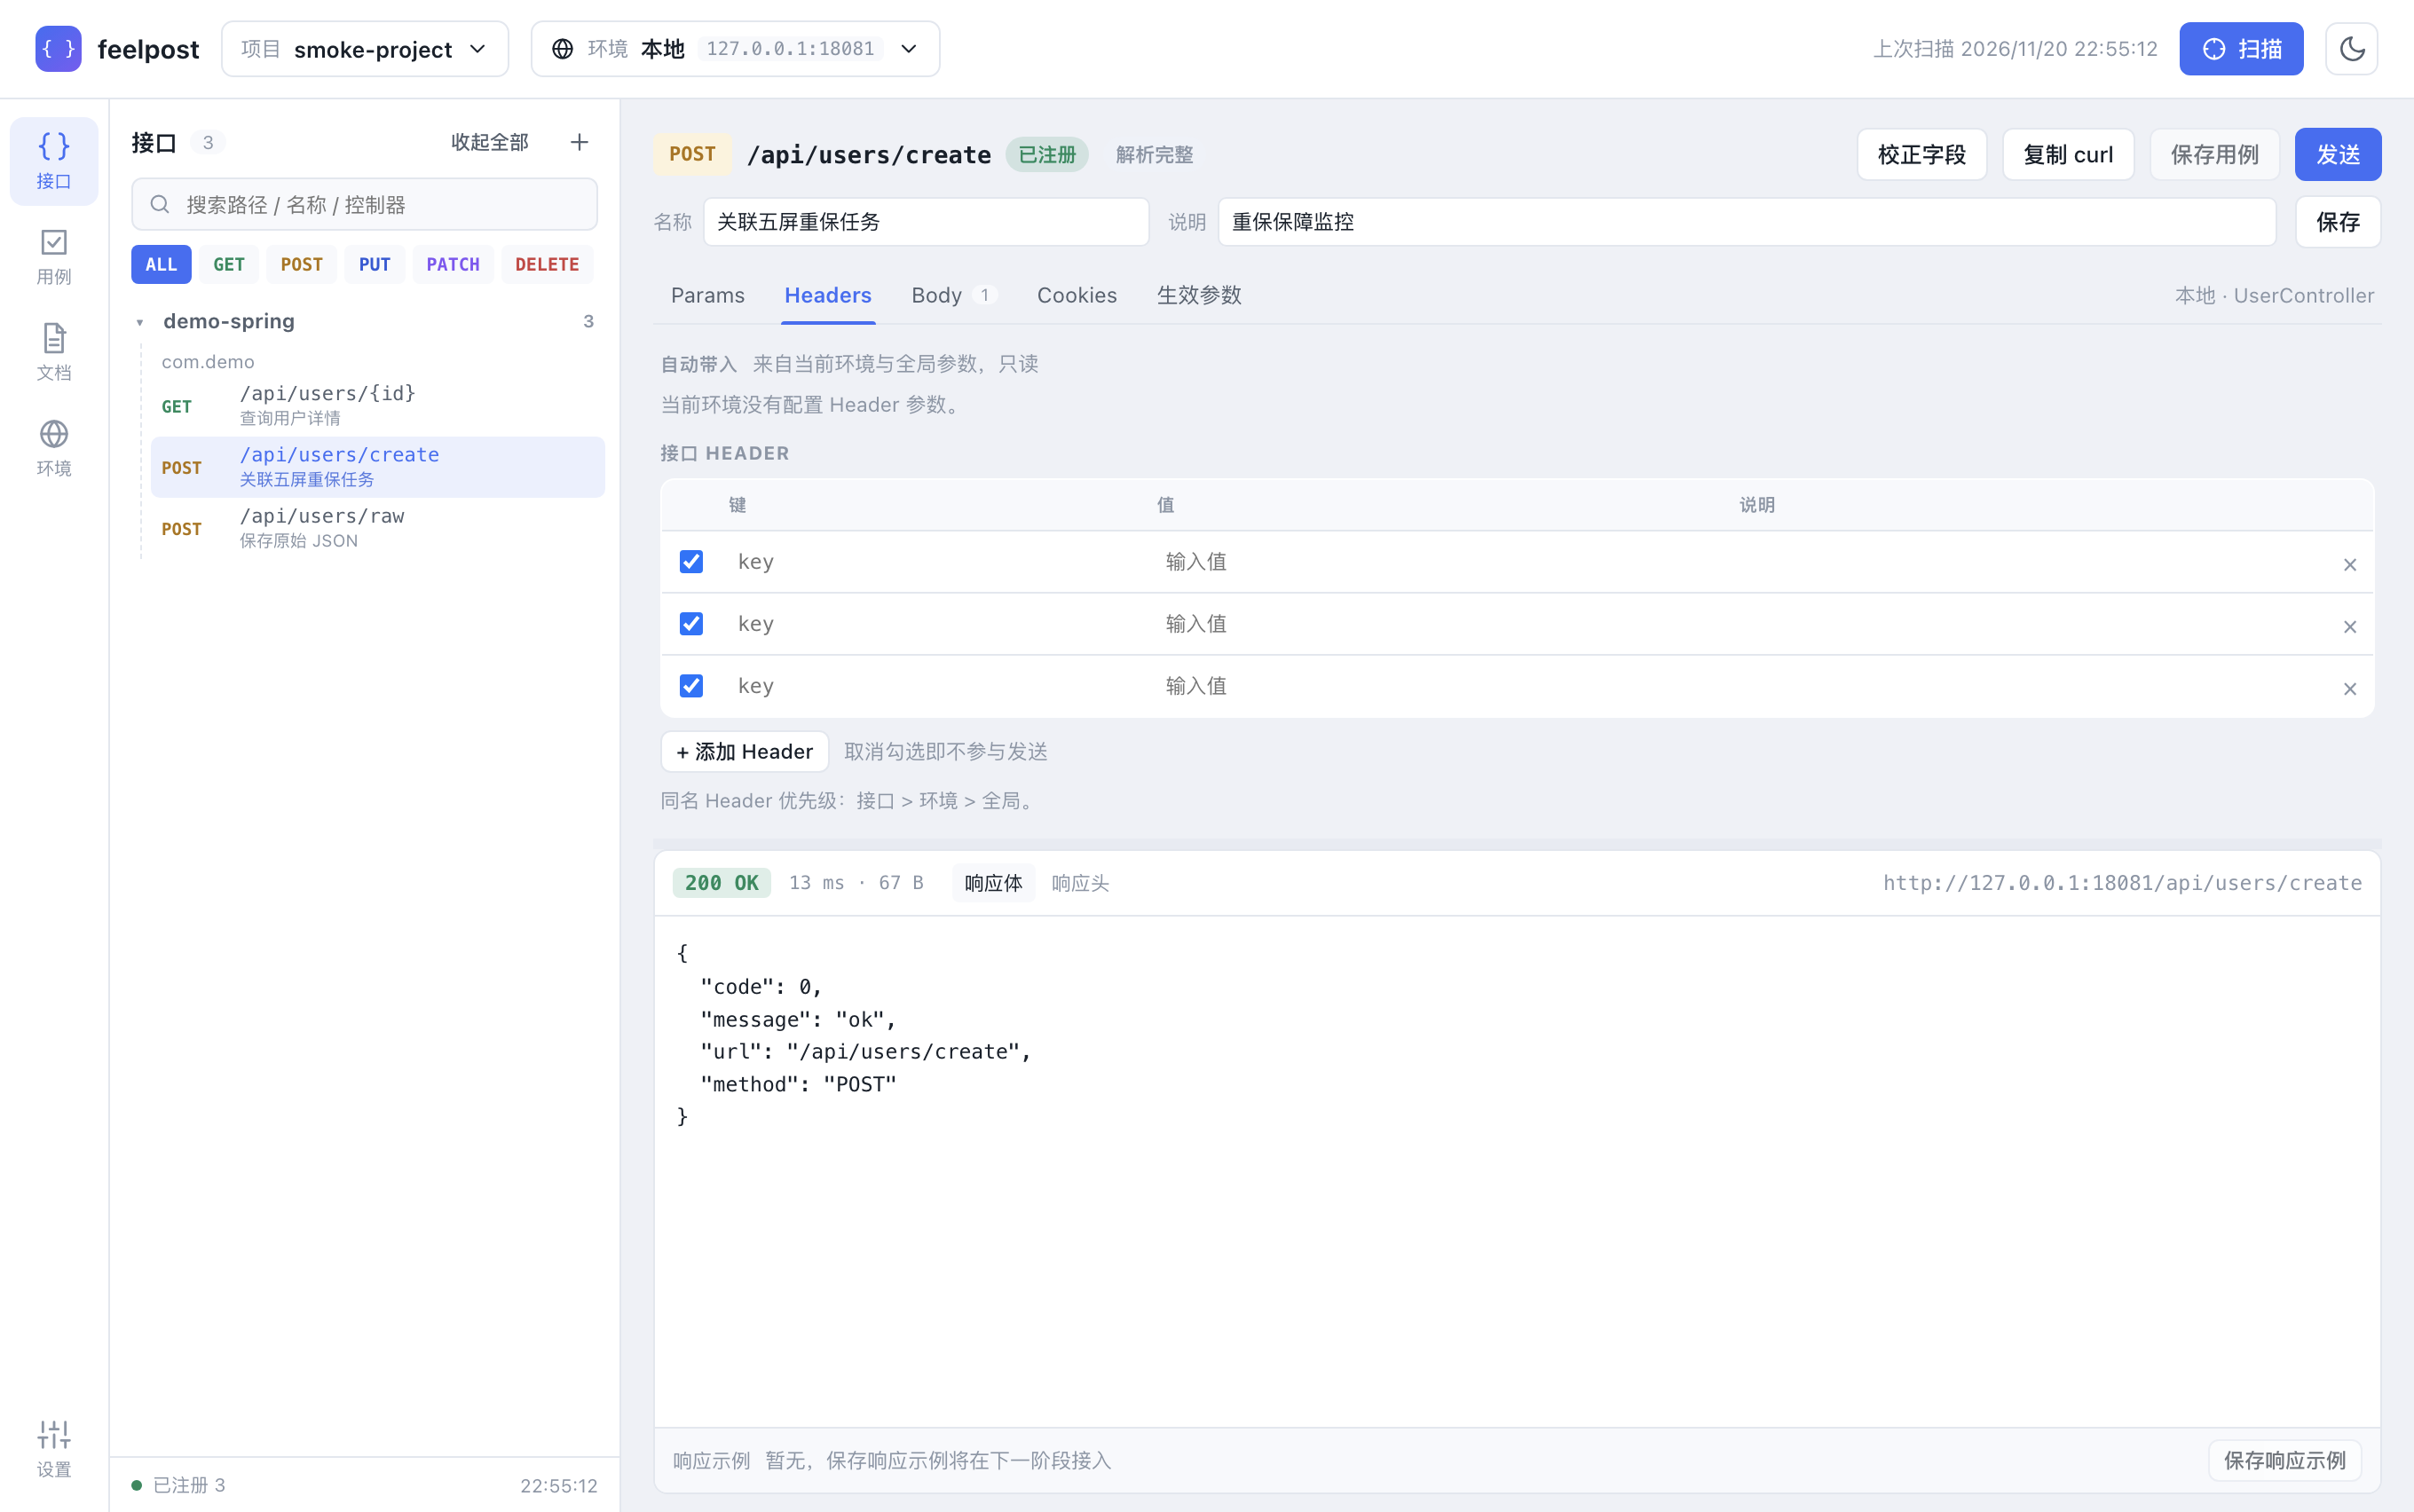 { } feelpost 项目 smoke-project 环境 本地 127.0.0.1:18081 上次扫描 2026/11/20 22:55:12 扫描
接口
用例
文档
环境
设置
接口 3 收起全部 +
搜索路径 / 名称 / 控制器
ALL GET POST PUT PATCH DELETE
demo-spring 3
com.demo
GET /api/users/{id}
查询用户详情
POST /api/users/create
关联五屏重保任务
POST /api/users/raw
保存原始 JSON
已注册 3 22:55:12
POST /api/users/create 已注册 解析完整 校正字段 复制 curl 保存用例 发送
名称 关联五屏重保任务 说明 重保保障监控 保存
Params Headers Body 1 Cookies 生效参数 本地 · UserController
自动带入 来自当前环境与全局参数，只读
当前环境没有配置 Header 参数。
接口 HEADER
键 值 说明
key 输入值 ×
key 输入值 ×
key 输入值 ×
+ 添加 Header 取消勾选即不参与发送
同名 Header 优先级：接口 > 环境 > 全局。
200 OK 13 ms · 67 B 响应体 响应头 http://127.0.0.1:18081/api/users/create
{
"code": 0,
"message": "ok",
"url": "/api/users/create",
"method": "POST"
}
响应示例 暂无，保存响应示例将在下一阶段接入 保存响应示例